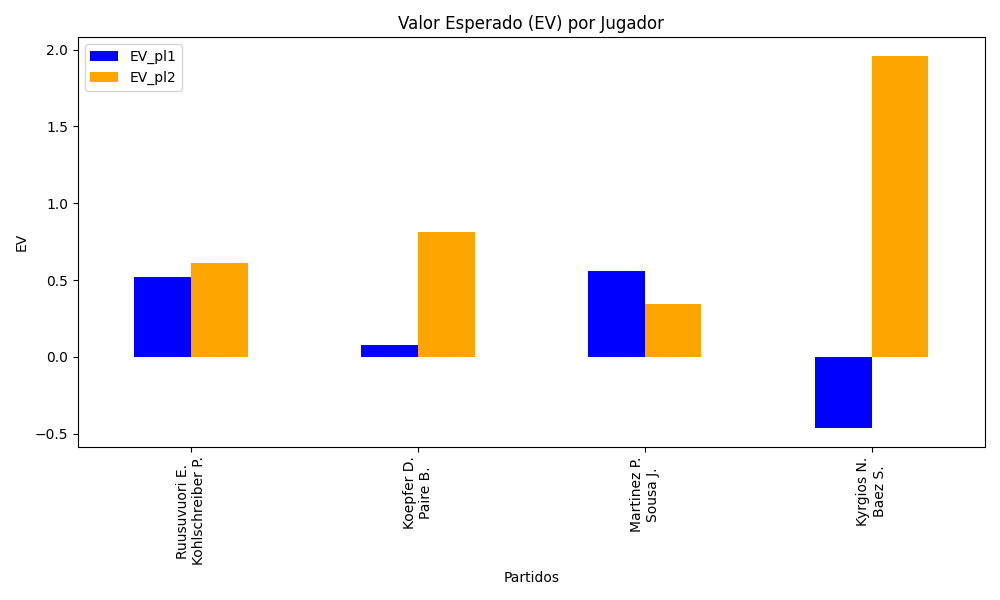 Valor Esperado (EV) por Jugador
EV_pl1
EV_pl2
EV
2.0
1.5
1.0
0.5
0.0
−0.5
Ruusuvuori E.
Kohlschreiber P.
Koepfer D.
Paire B.
Martinez P.
Sousa J.
Kyrgios N.
Baez S.
Partidos